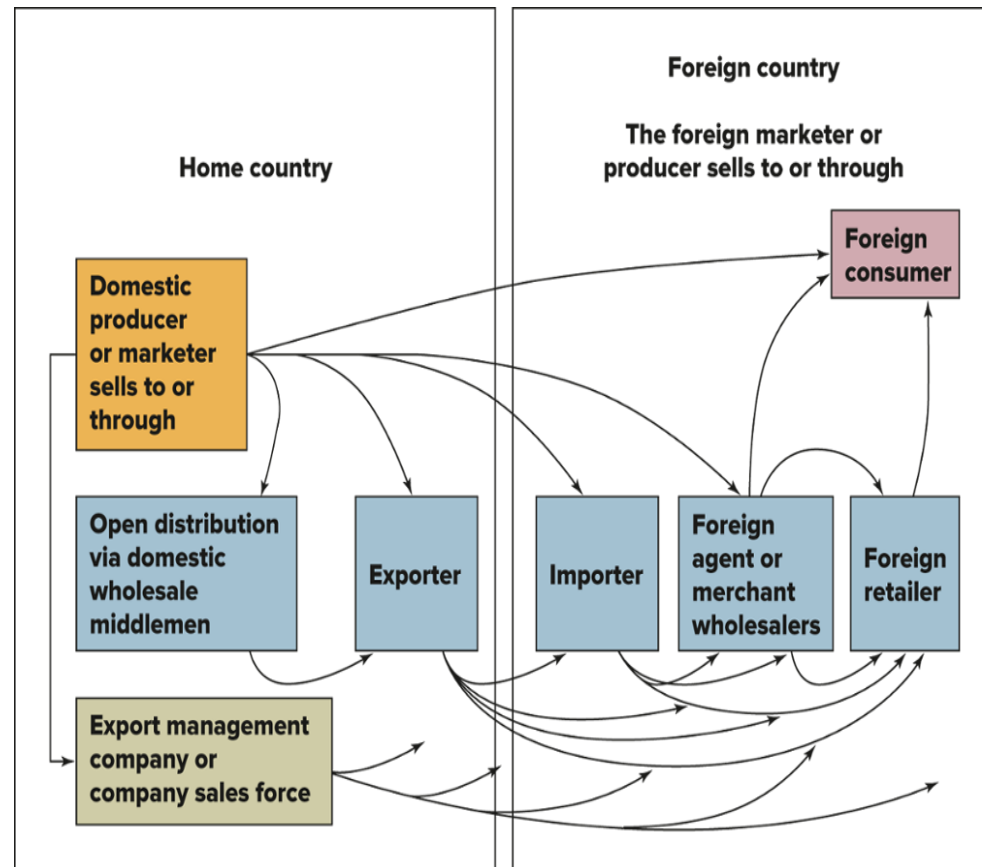 Home country
Foreign country
The foreign marketer or
producer sells to or through
Foreign
consumer
Domestic
producer
or marketer
sells to or
through
Open distribution
via domestic
wholesale
middlemen
Exporter
Importer
Foreign
agent or
merchant
wholesalers
Foreign
retailer
Export management
company or
company sales force